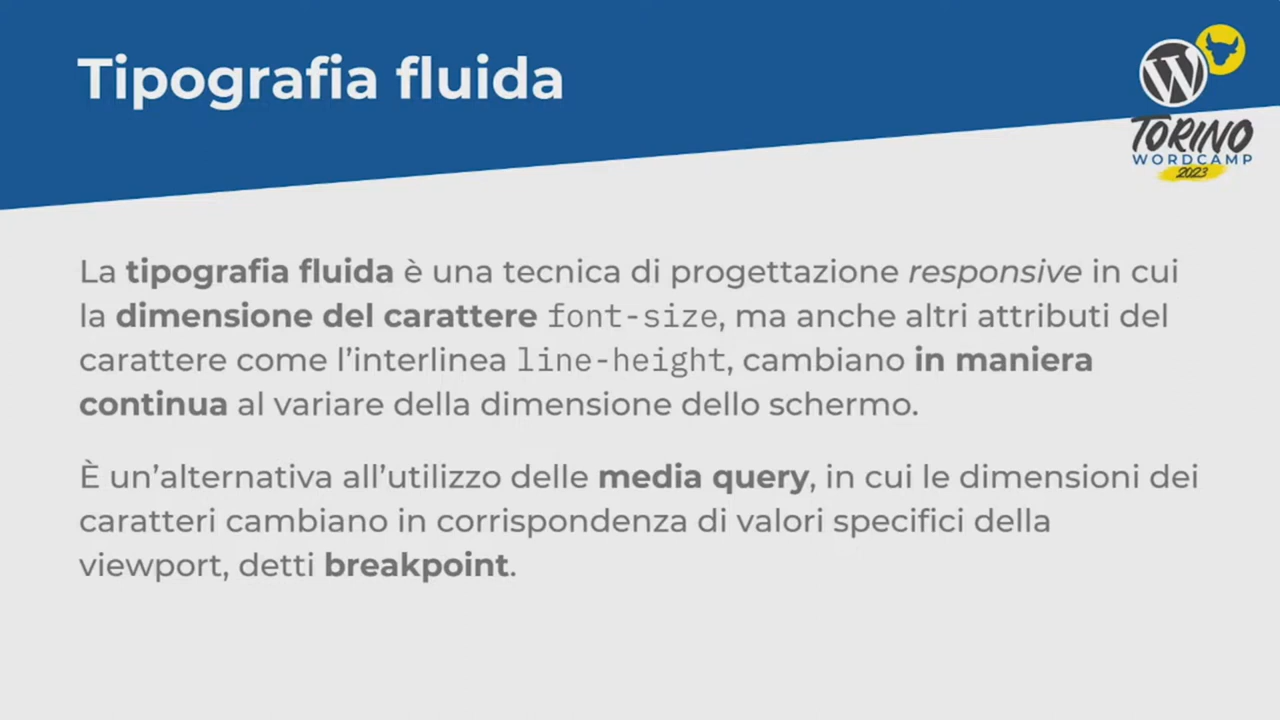 Tipografia fluida
W
TORINO
WORDCAMP
2023
La tipografia fluida è una tecnica di progettazione responsive in cui
la dimensione del carattere font-size, ma anche altri attributi del
carattere come l’interlinea line-height, cambiano in maniera
continua al variare della dimensione dello schermo.
È un’alternativa all’utilizzo delle media query, in cui le dimensioni dei
caratteri cambiano in corrispondenza di valori specifici della
viewport, detti breakpoint.